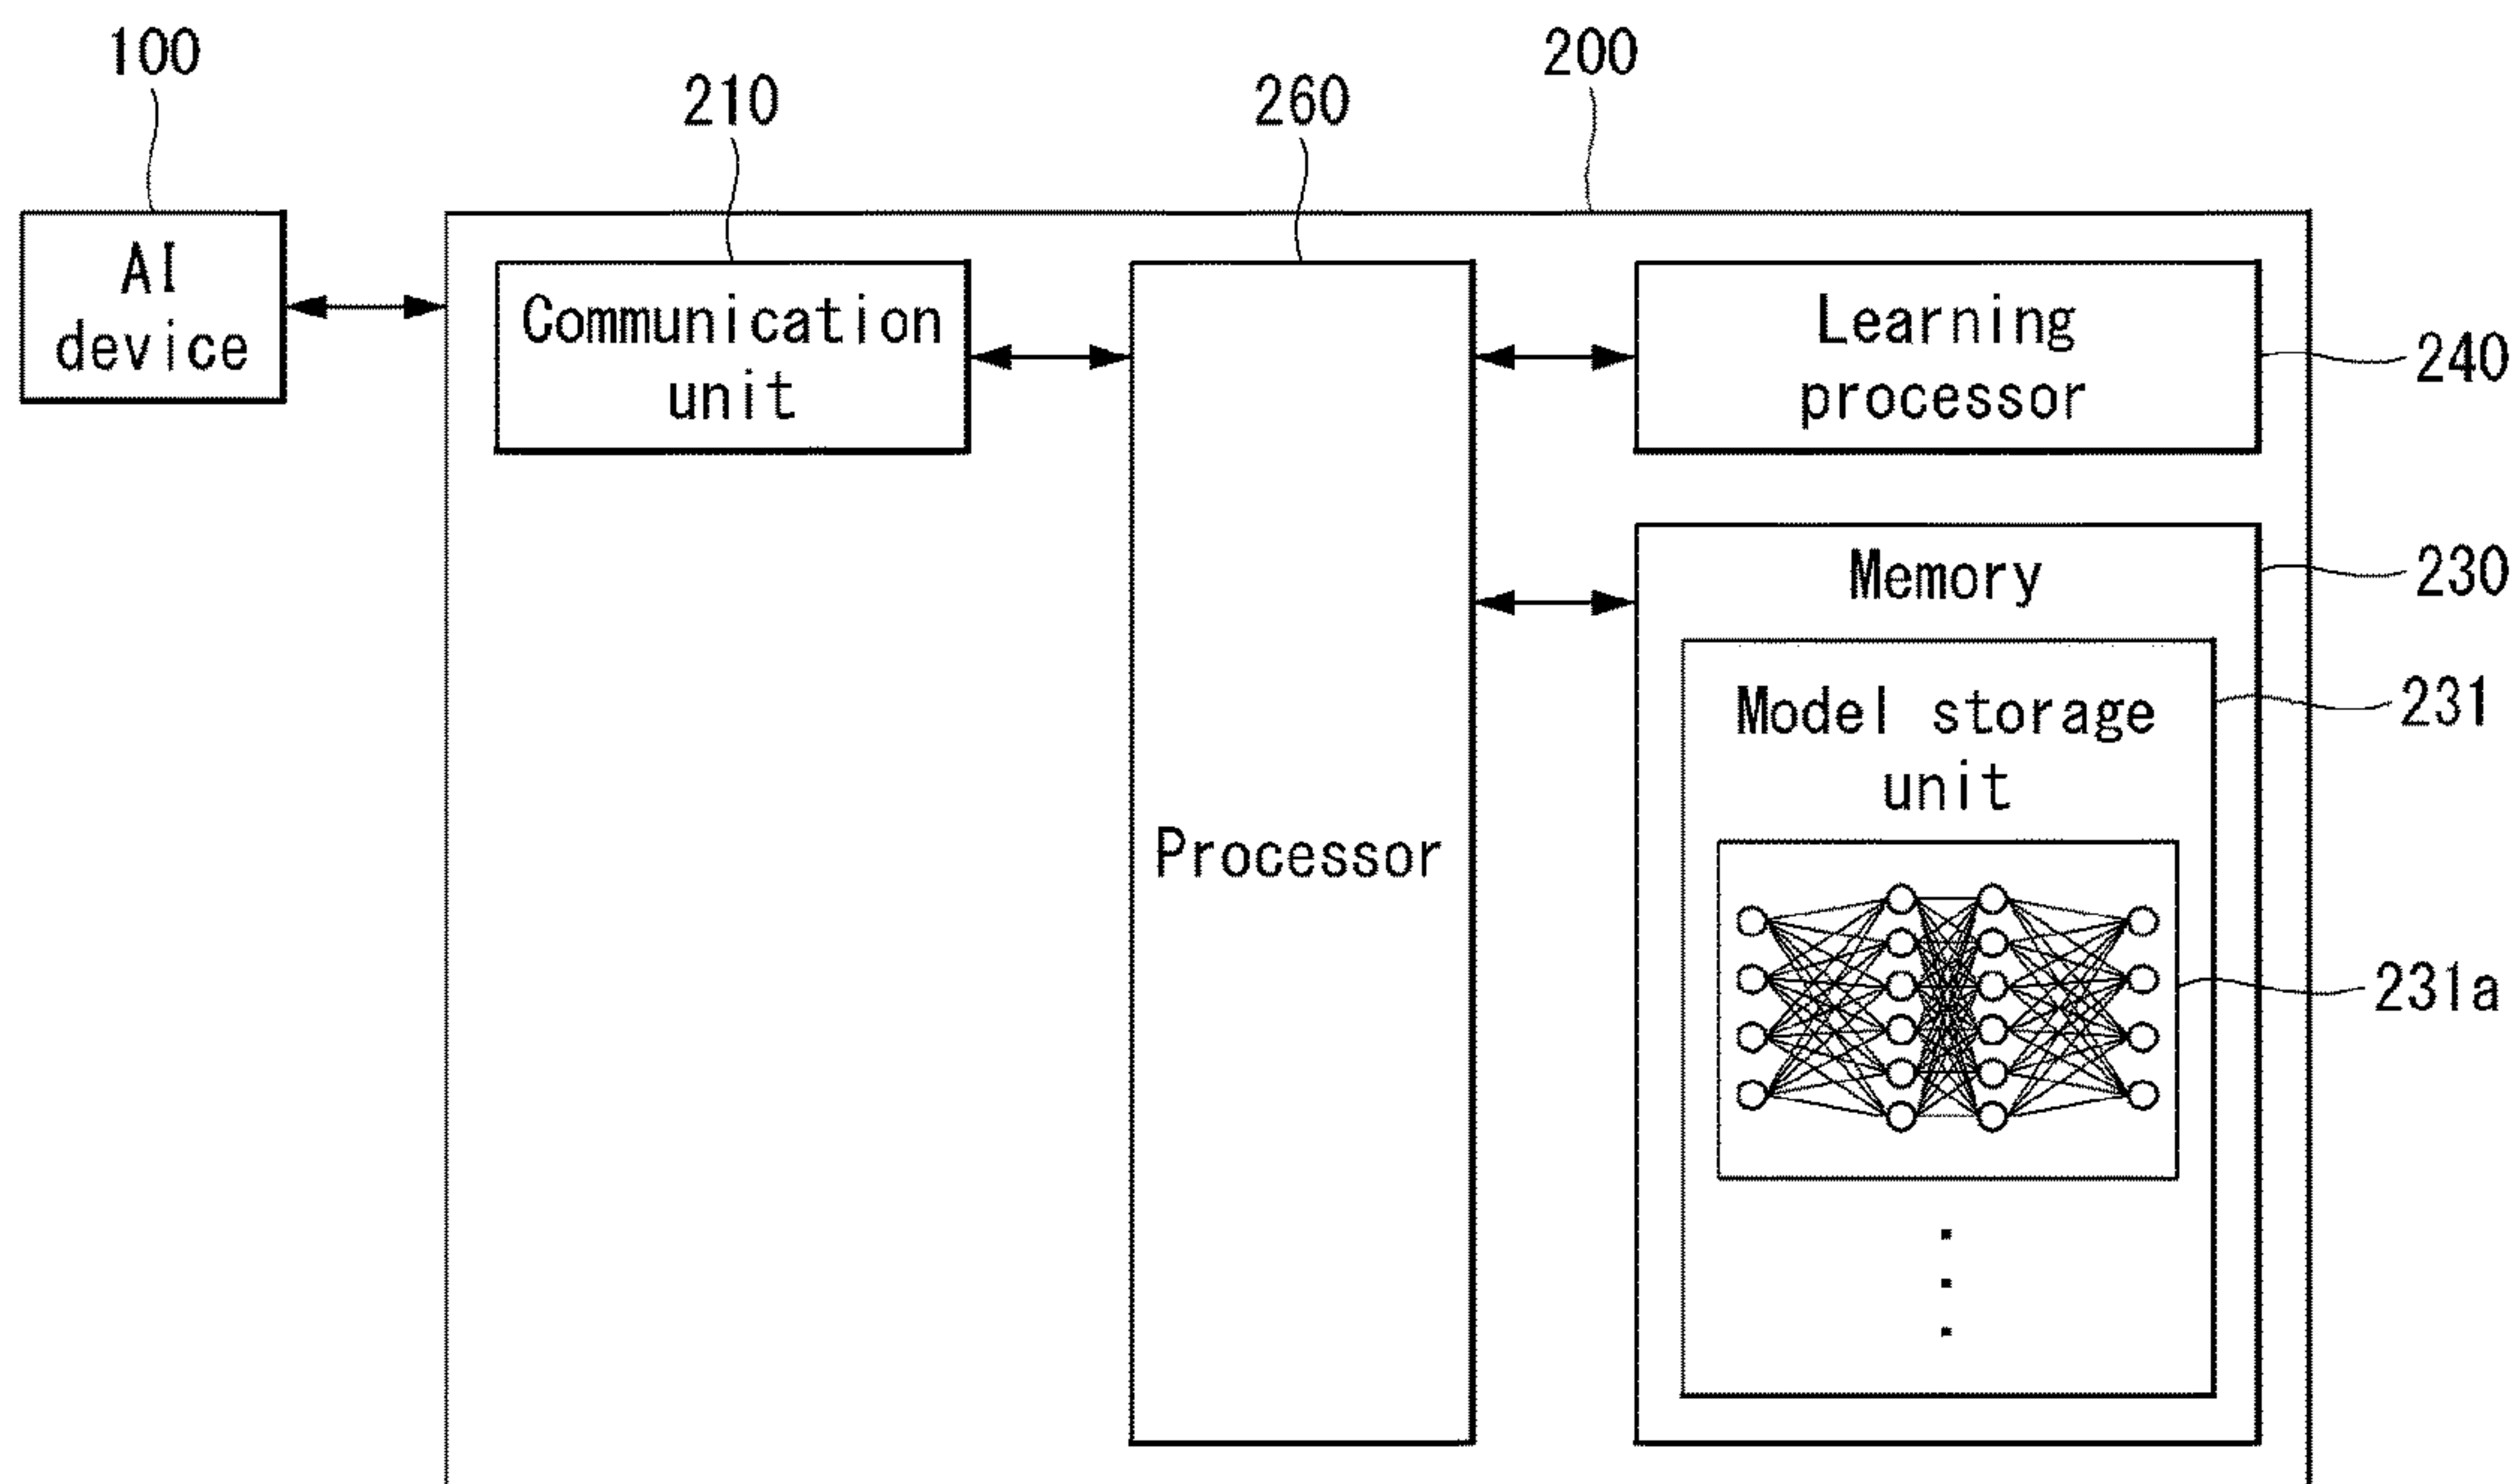 100
210
260
200
AI
device
Communication
unit
Learning
processor
240
Memory
230
Model storage
unit
231
Processor
231a